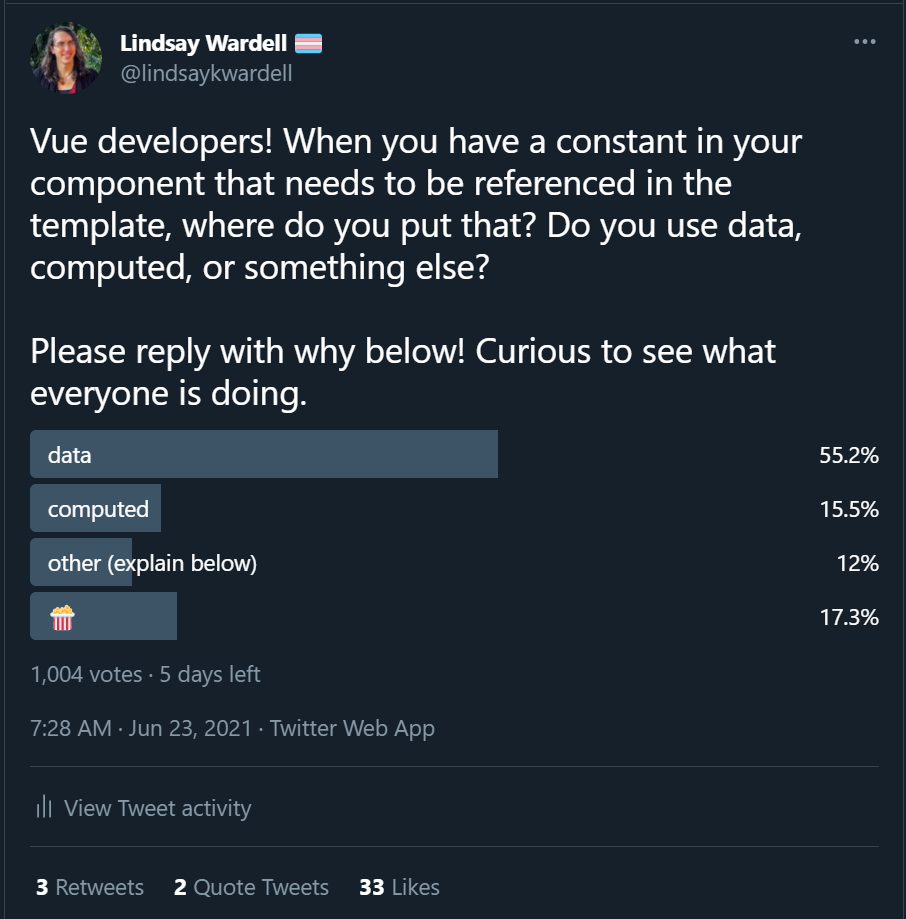 Lindsay Wardell 🏳️‍⚧️
@lindsaykwardell
Vue developers! When you have a constant in your
component that needs to be referenced in the
template, where do you put that? Do you use data,
computed, or something else?
Please reply with why below! Curious to see what
everyone is doing.
data 55.2%
computed 15.5%
other (explain below) 12%
🍿 17.3%
1,004 votes · 5 days left
7:28 AM · Jun 23, 2021 · Twitter Web App
View Tweet activity
3 Retweets 2 Quote Tweets 33 Likes